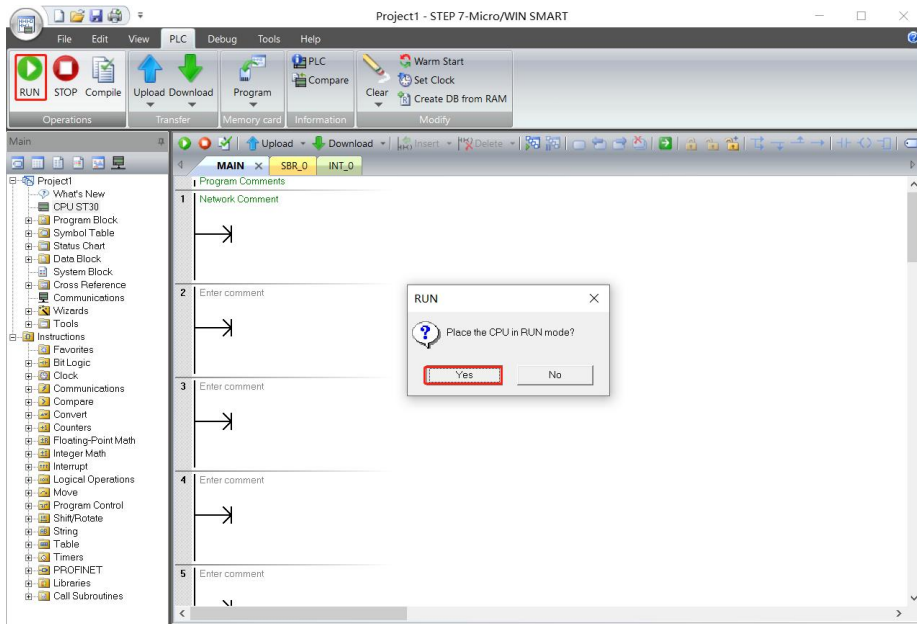 Project1 - STEP 7-Micro/WIN SMART
File Edit View PLC Debug Tools Help
RUN STOP Compile Upload Download Program PLC Compare Clear Warm Start
Set Clock
Create DB from RAM
Operations Transfer Memory card Information Modify
Main
Upload Download Insert Delete
MAIN SBR_0 INT_0
Project1
What's New
CPU ST30
Program Block
Symbol Table
Status Chart
Data Block
System Block
Cross Reference
Communications
Wizards
Tools
Instructions
Favorites
Bit Logic
Clock
Communications
Compare
Convert
Counters
Floating-Point Math
Integer Math
Interrupt
Logical Operations
Move
Program Control
Shift/Rotate
String
Table
Timers
PROFINET
Libraries
Call Subroutines
Program Comments
1 Network Comment
2 Enter comment
3 Enter comment
4 Enter comment
5 Enter comment
RUN
Place the CPU in RUN mode?
Yes No